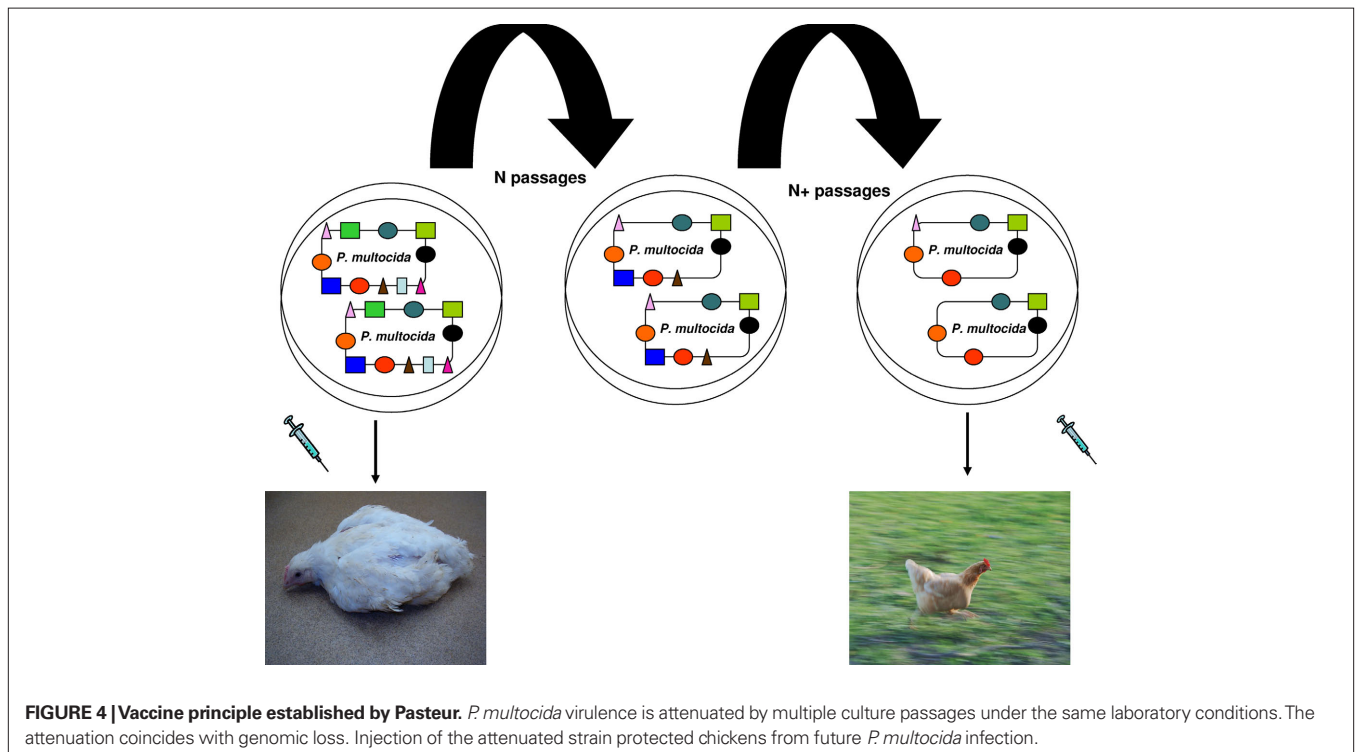 N passages
N+ passages
P. multocida
P. multocida
P. multocida
P. multocida
P. multocida
P. multocida
FIGURE 4 | Vaccine principle established by Pasteur. P. multocida virulence is attenuated by multiple culture passages under the same laboratory conditions. The
attenuation coincides with genomic loss. Injection of the attenuated strain protected chickens from future P. multocida infection.